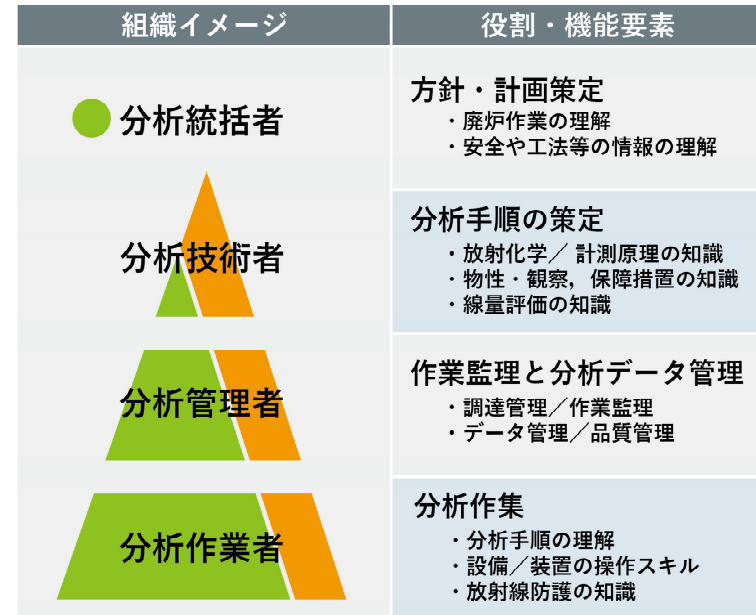 組織イメージ
役割・機能要素
分析統括者
方針・計画策定
・廃炉作業の理解
・安全や工法等の情報の理解
分析技術者
分析手順の策定
・放射化学／計測原理の知識
・物性・観察，保障措置の知識
・線量評価の知識
分析管理者
作業監理と分析データ管理
・調達管理／作業監理
・データ管理／品質管理
分析作業者
分析作集
・分析手順の理解
・設備／装置の操作スキル
・放射線防護の知識